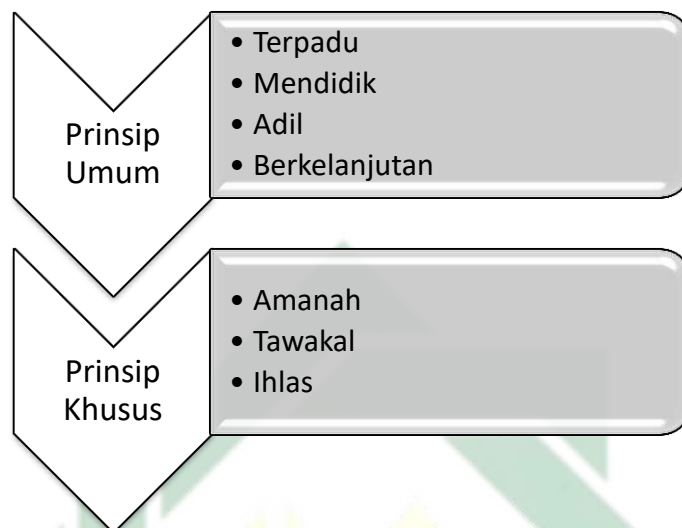 Prinsip
Umum
• Terpadu
• Mendidik
• Adil
• Berkelanjutan
Prinsip
Khusus
• Amanah
• Tawakal
• Ihlas